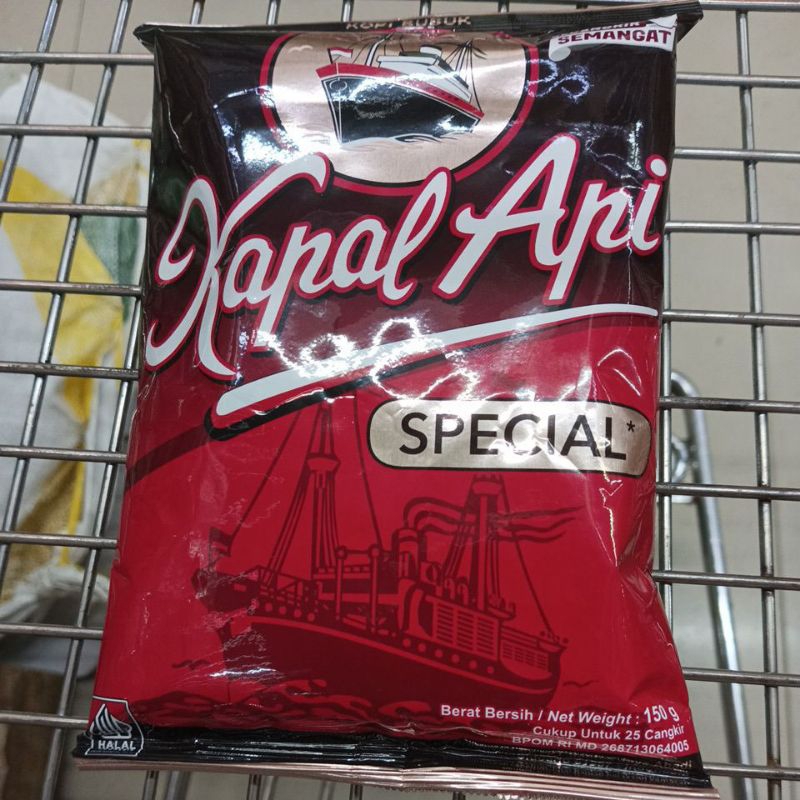 KOPI BUBUK
SEMANGAT
Kapal Api
SPECIAL*
Berat Bersih / Net Weight : 150 g
Cukup Untuk 25 Cangkir
BPOM RI MD 268713064005
HALAL